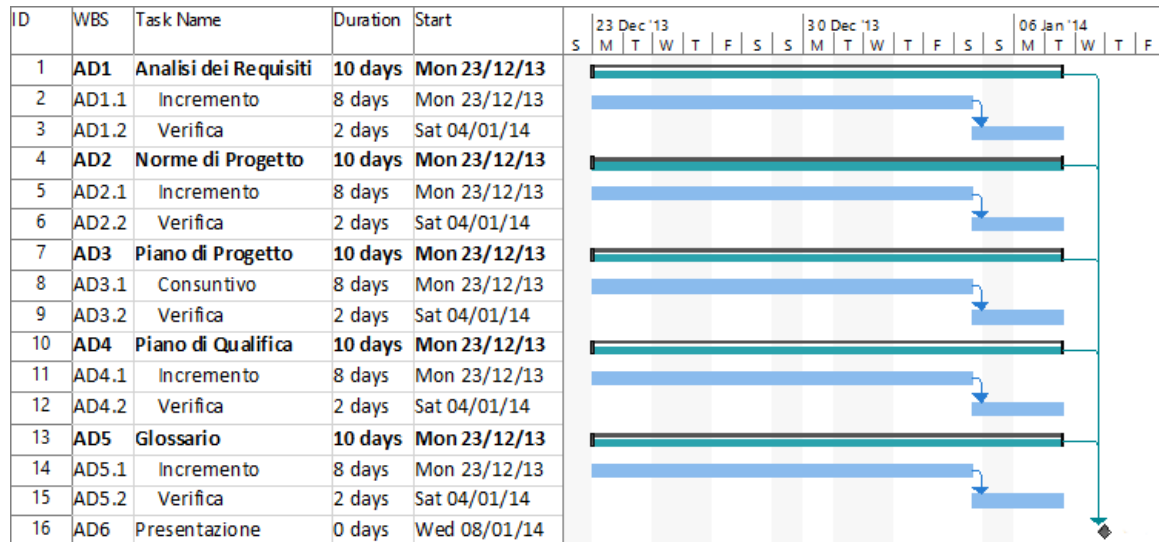 ID WBS Task Name Duration Start 23 Dec '13 30 Dec '13 06 Jan '14
S M T W T F S S M T W T F S S M T W T F
1 AD1 Analisi dei Requisiti 10 days Mon 23/12/13
2 AD1.1 Incremento 8 days Mon 23/12/13
3 AD1.2 Verifica 2 days Sat 04/01/14
4 AD2 Norme di Progetto 10 days Mon 23/12/13
5 AD2.1 Incremento 8 days Mon 23/12/13
6 AD2.2 Verifica 2 days Sat 04/01/14
7 AD3 Piano di Progetto 10 days Mon 23/12/13
8 AD3.1 Consuntivo 8 days Mon 23/12/13
9 AD3.2 Verifica 2 days Sat 04/01/14
10 AD4 Piano di Qualifica 10 days Mon 23/12/13
11 AD4.1 Incremento 8 days Mon 23/12/13
12 AD4.2 Verifica 2 days Sat 04/01/14
13 AD5 Glossario 10 days Mon 23/12/13
14 AD5.1 Incremento 8 days Mon 23/12/13
15 AD5.2 Verifica 2 days Sat 04/01/14
16 AD6 Presentazione 0 days Wed 08/01/14